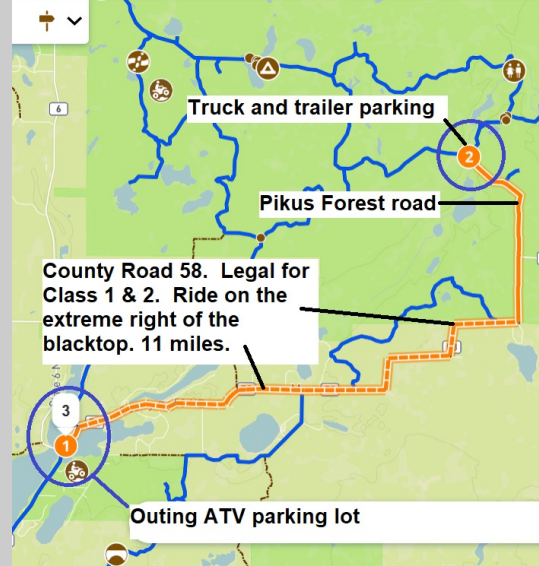 6
Truck and trailer parking
2
Pikus Forest road
County Road 58.  Legal for
Class 1 & 2.  Ride on the
extreme right of the
blacktop. 11 miles.
3
1
Outing ATV parking lot